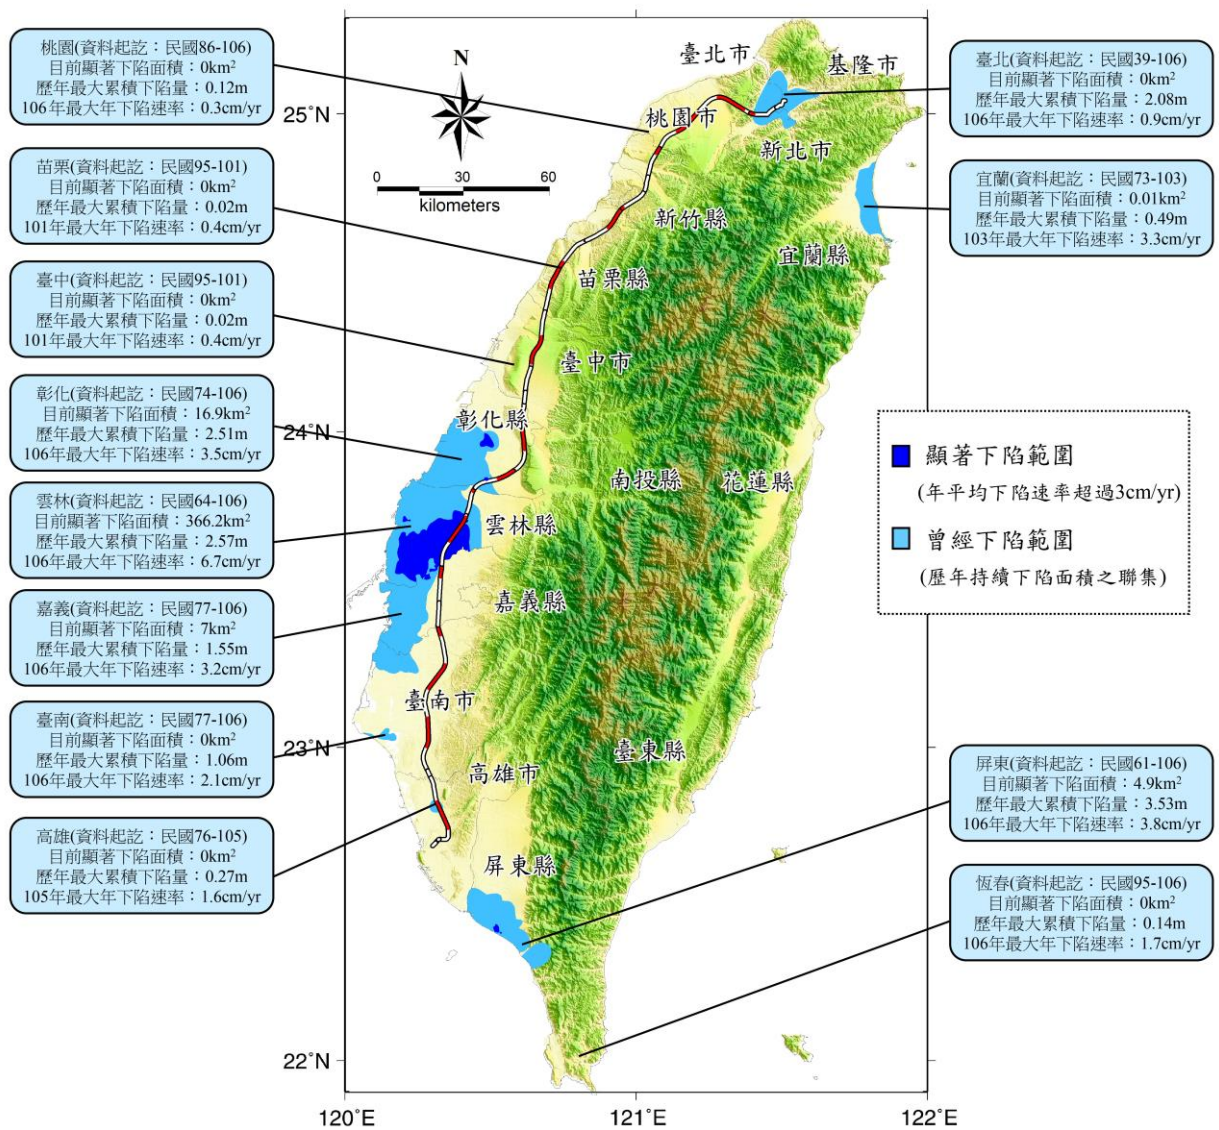 桃園(資料起訖：民國86-106)
目前顯著下陷面積：0km²
歷年最大累積下陷量：0.12m
106年最大年下陷速率：0.3cm/yr
苗栗(資料起訖：民國95-101)
目前顯著下陷面積：0km²
歷年最大累積下陷量：0.02m
101年最大年下陷速率：0.4cm/yr
臺中(資料起訖：民國95-101)
目前顯著下陷面積：0km²
歷年最大累積下陷量：0.02m
101年最大年下陷速率：0.4cm/yr
彰化(資料起訖：民國74-106)
目前顯著下陷面積：16.9km²
歷年最大累積下陷量：2.51m
106年最大年下陷速率：3.5cm/yr
雲林(資料起訖：民國64-106)
目前顯著下陷面積：366.2km²
歷年最大累積下陷量：2.57m
106年最大年下陷速率：6.7cm/yr
嘉義(資料起訖：民國77-106)
目前顯著下陷面積：7km²
歷年最大累積下陷量：1.55m
106年最大年下陷速率：3.2cm/yr
臺南(資料起訖：民國77-106)
目前顯著下陷面積：0km²
歷年最大累積下陷量：1.06m
106年最大年下陷速率：2.1cm/yr
高雄(資料起訖：民國76-105)
目前顯著下陷面積：0km²
歷年最大累積下陷量：0.27m
105年最大年下陷速率：1.6cm/yr
N
0 30 60
kilometers
25°N
24°N
23°N
22°N
120°E
121°E
122°E
臺北市
基隆市
桃園市
新北市
新竹縣
宜蘭縣
苗栗縣
臺中市
彰化縣
南投縣
花蓮縣
雲林縣
嘉義縣
臺南市
臺東縣
高雄市
屏東縣
臺北(資料起訖：民國39-106)
目前顯著下陷面積：0km²
歷年最大累積下陷量：2.08m
106年最大年下陷速率：0.9cm/yr
宜蘭(資料起訖：民國73-103)
目前顯著下陷面積：0.01km²
歷年最大累積下陷量：0.49m
103年最大年下陷速率：3.3cm/yr
顯著下陷範圍
(年平均下陷速率超過3cm/yr)
曾經下陷範圍
(歷年持續下陷面積之聯集)
屏東(資料起訖：民國61-106)
目前顯著下陷面積：4.9km²
歷年最大累積下陷量：3.53m
106年最大年下陷速率：3.8cm/yr
恆春(資料起訖：民國95-106)
目前顯著下陷面積：0km²
歷年最大累積下陷量：0.14m
106年最大年下陷速率：1.7cm/yr